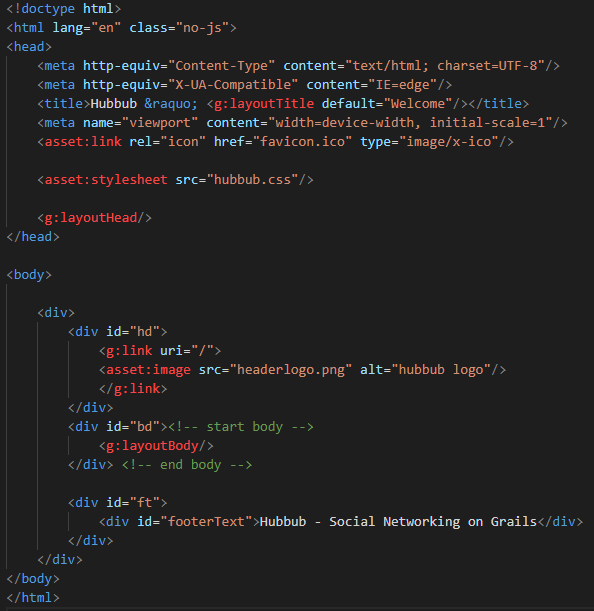 <!doctype html>
<html lang="en" class="no-js">
<head>
    <meta http-equiv="Content-Type" content="text/html; charset=UTF-8"/>
    <meta http-equiv="X-UA-Compatible" content="IE=edge"/>
    <title>Hubbub &raquo; <g:layoutTitle default="Welcome"/></title>
    <meta name="viewport" content="width=device-width, initial-scale=1"/>
    <asset:link rel="icon" href="favicon.ico" type="image/x-ico"/>

    <asset:stylesheet src="hubbub.css"/>

    <g:layoutHead/>
</head>

<body>

    <div>
        <div id="hd">
            <g:link uri="/">
            <asset:image src="headerlogo.png" alt="hubbub logo"/>
            </g:link>
        </div>
        <div id="bd"><!-- start body -->
            <g:layoutBody/>
        </div> <!-- end body -->

        <div id="ft">
            <div id="footerText">Hubbub - Social Networking on Grails</div>
        </div>
    </div>
</body>
</html>